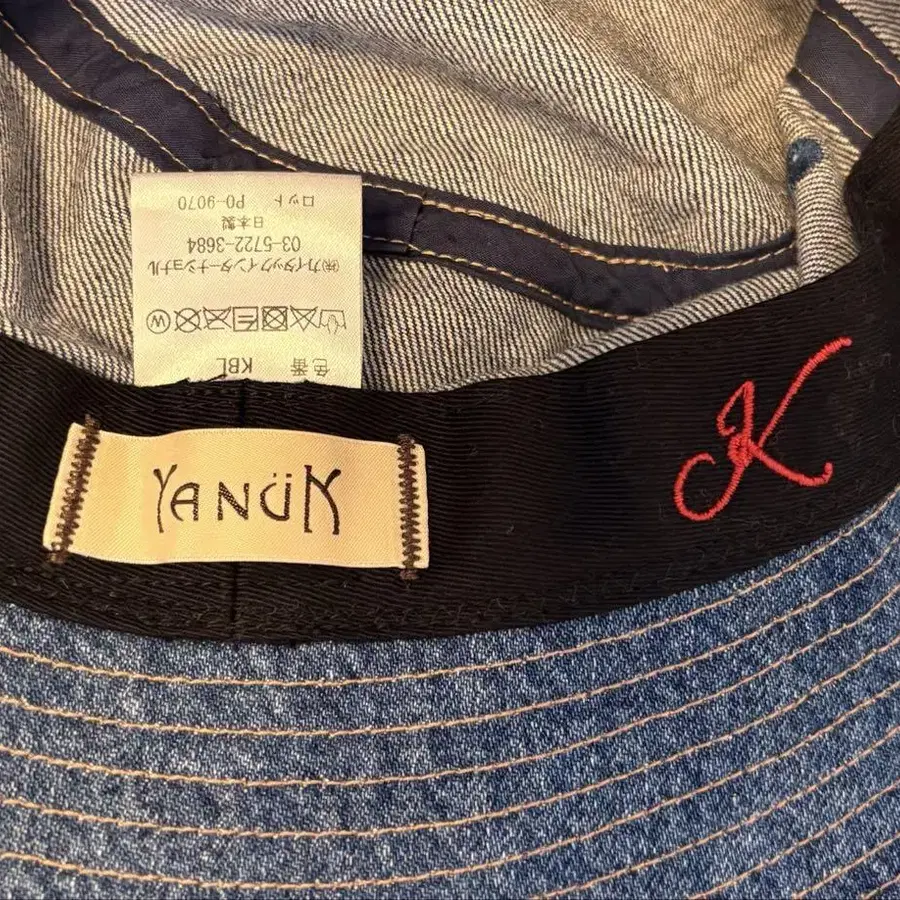 色番 KBL
W
㈱カイタックインターナショナル
03-5722-3684
日本製
ロット P0-9070
YANÜK
K